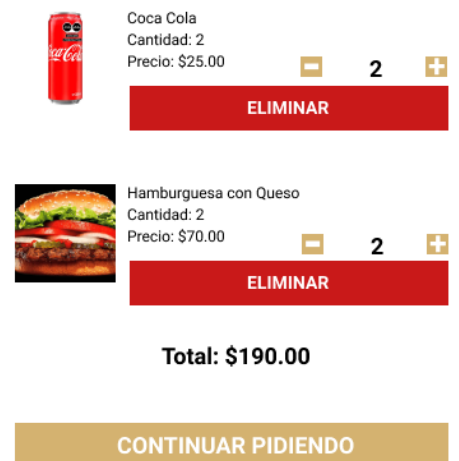 Coca Cola
Cantidad: 2
Precio: $25.00
2
ELIMINAR
Hamburguesa con Queso
Cantidad: 2
Precio: $70.00
2
ELIMINAR
Total: $190.00
CONTINUAR PIDIENDO